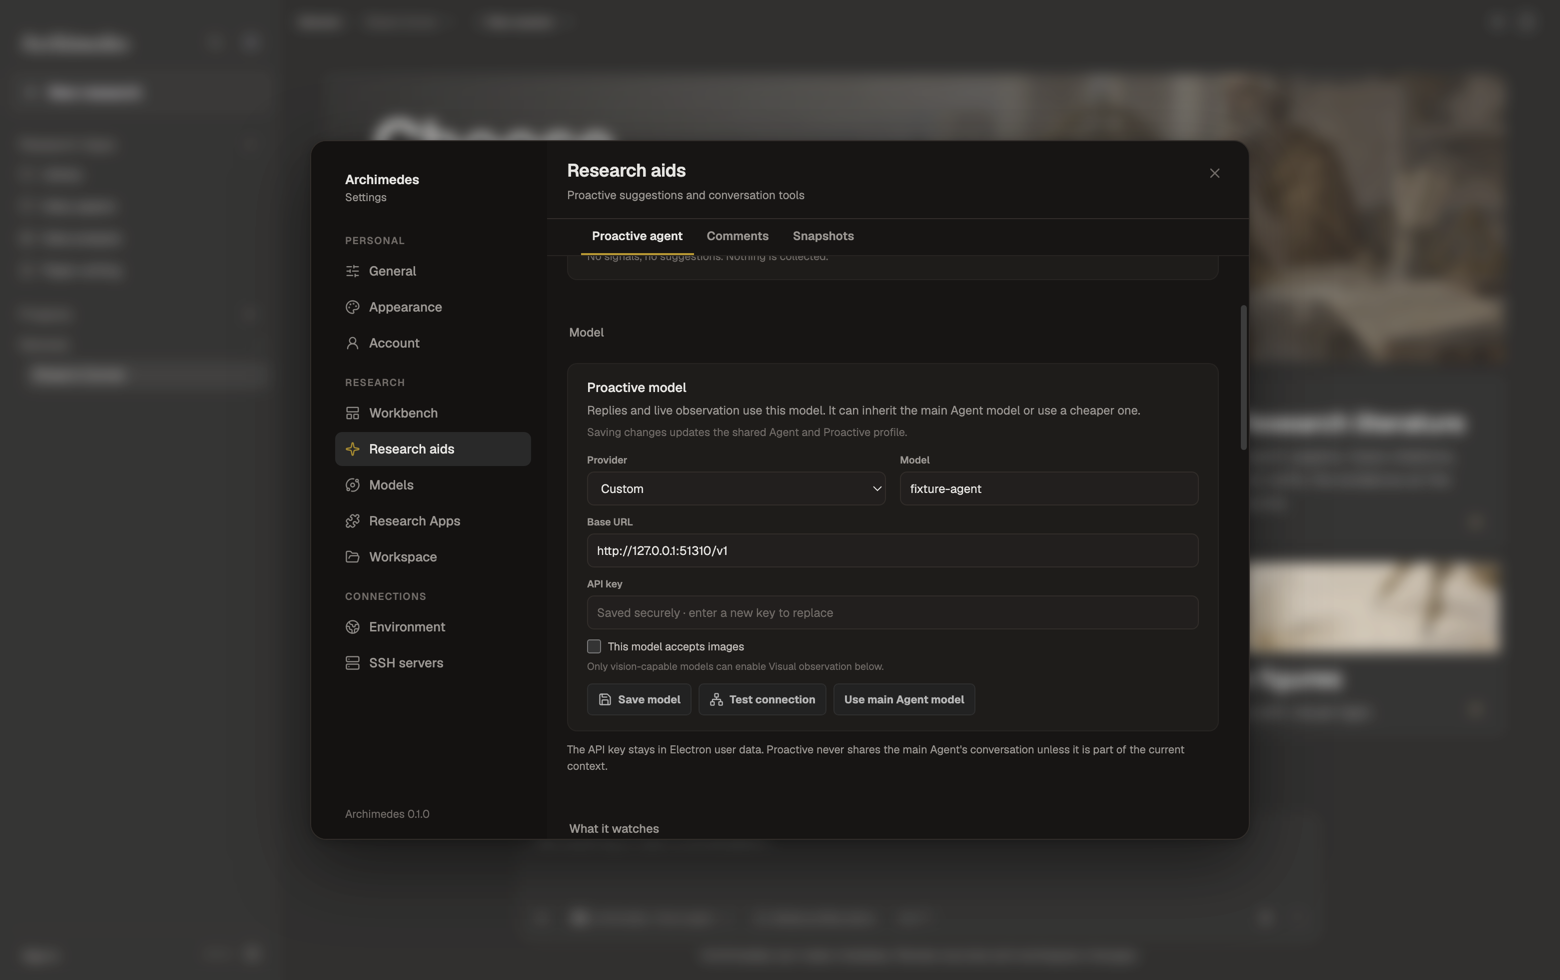 Archimedes
Settings
PERSONAL
General
Appearance
Account
RESEARCH
Workbench
Research aids
Models
Research Apps
Workspace
CONNECTIONS
Environment
SSH servers
Archimedes 0.1.0
Research aids
Proactive suggestions and conversation tools
Proactive agent
Comments
Snapshots
No signals, no suggestions. Nothing is collected.
Model
Proactive model
Replies and live observation use this model. It can inherit the main Agent model or use a cheaper one.
Saving changes updates the shared Agent and Proactive profile.
Provider
Model
Custom
fixture-agent
Base URL
http://127.0.0.1:51310/v1
API key
Saved securely · enter a new key to replace
This model accepts images
Only vision-capable models can enable Visual observation below.
Save model
Test connection
Use main Agent model
The API key stays in Electron user data. Proactive never shares the main Agent's conversation unless it is part of the current
context.
What it watches